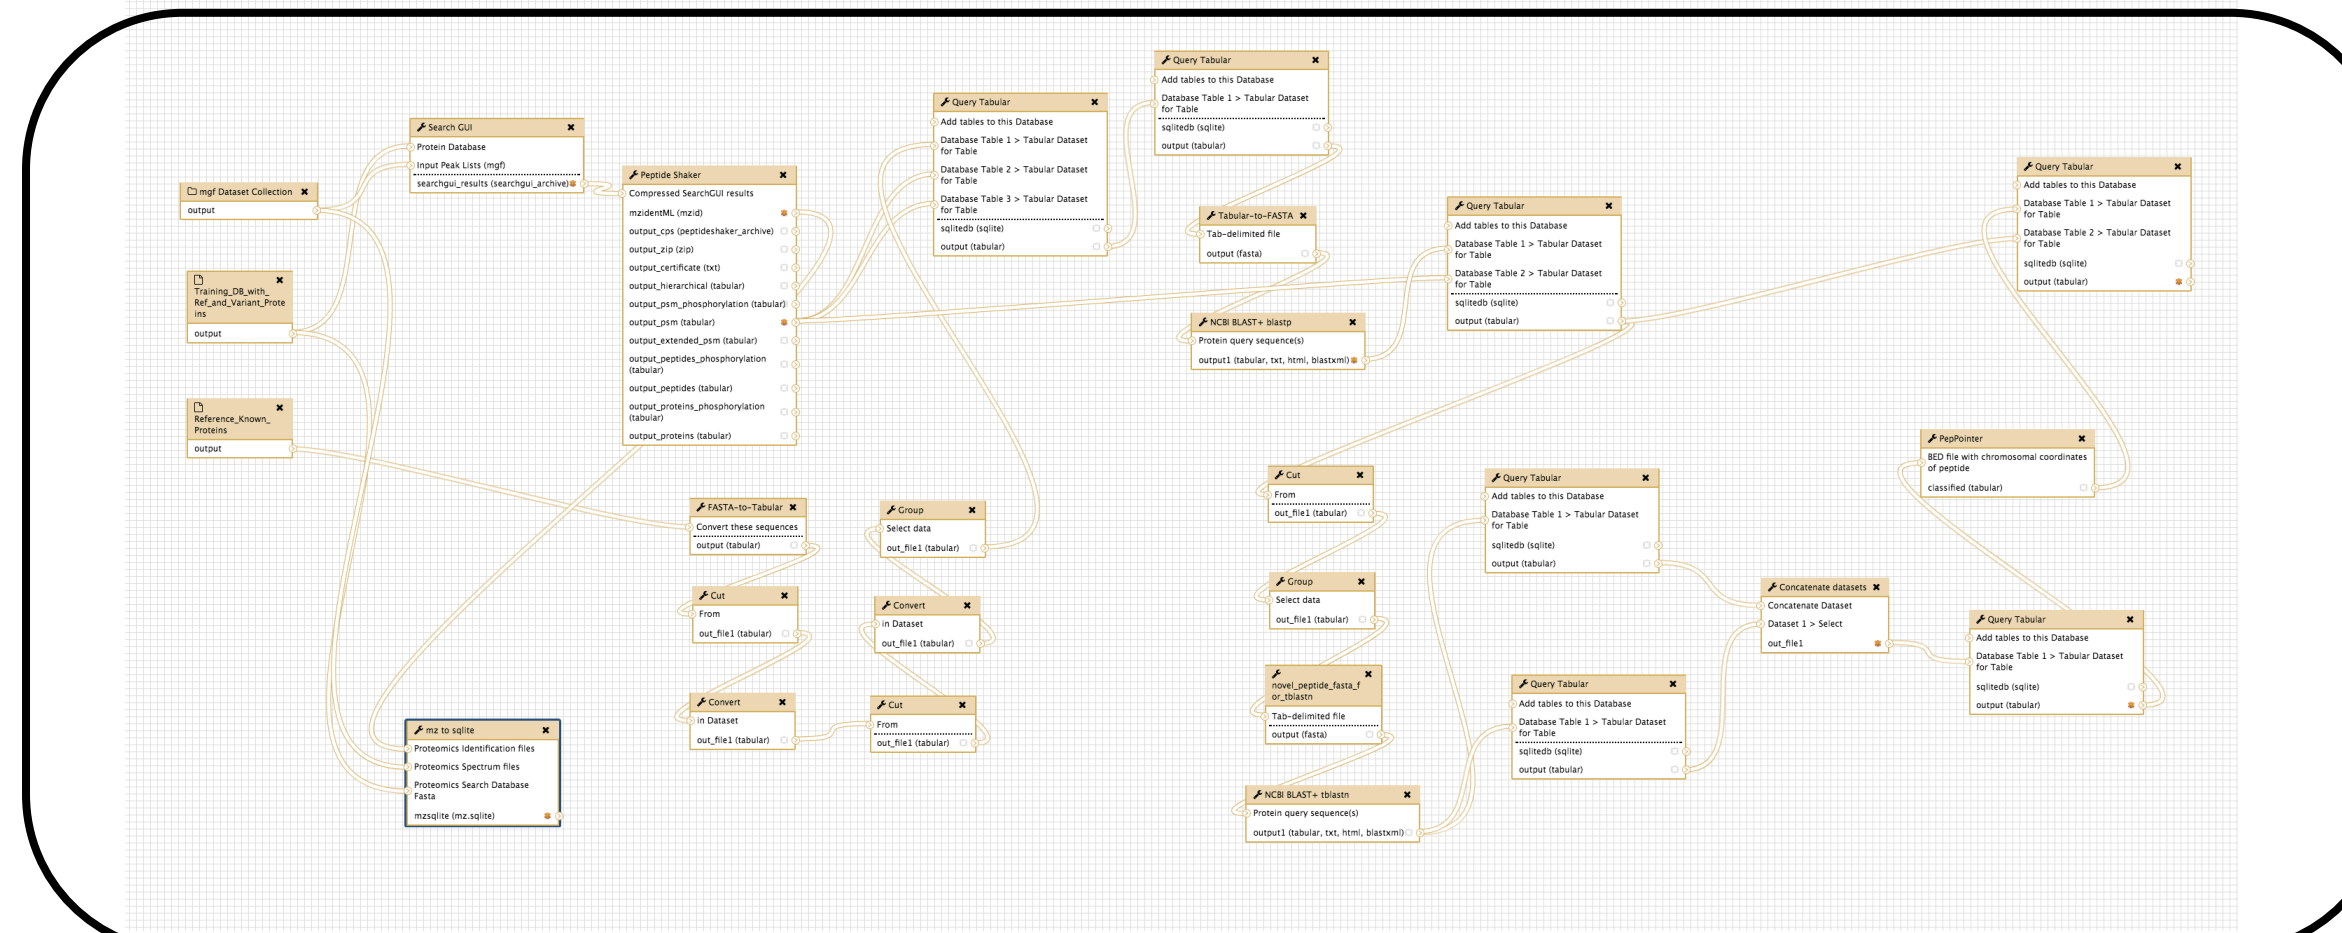 mgf Dataset Collection
output
Training_DB_with_
Ref_and_Variant_Prote
ins
output
Reference_Known_
Proteins
output
Search GUI
Protein Database
Input Peak Lists (mgf)
searchgui_results (searchgui_archive)
mz to sqlite
Proteomics Identification files
Proteomics Spectrum files
Proteomics Search Database
Fasta
mzsqlite (mz.sqlite)
Peptide Shaker
Compressed SearchGUI results
mzidentML (mzid)
output_cps (peptideshaker_archive)
output_zip (zip)
output_certificate (txt)
output_hierarchical (tabular)
output_psm_phosphorylation (tabular)
output_psm (tabular)
output_extended_psm (tabular)
output_peptides_phosphorylation
(tabular)
output_peptides (tabular)
output_proteins_phosphorylation
(tabular)
output_proteins (tabular)
FASTA-to-Tabular
Convert these sequences
output (tabular)
Cut
From
out_file1 (tabular)
Convert
in Dataset
out_file1 (tabular)
Cut
From
out_file1 (tabular)
Convert
in Dataset
out_file1 (tabular)
Group
Select data
out_file1 (tabular)
Query Tabular
Add tables to this Database
Database Table 1 > Tabular Dataset
for Table
Database Table 2 > Tabular Dataset
for Table
Database Table 3 > Tabular Dataset
for Table
sqlitedb (sqlite)
output (tabular)
Query Tabular
Add tables to this Database
Database Table 1 > Tabular Dataset
for Table
sqlitedb (sqlite)
output (tabular)
Tabular-to-FASTA
Tab-delimited file
output (fasta)
NCBI BLAST+ blastp
Protein query sequence(s)
output1 (tabular, txt, html, blastxml)
Query Tabular
Add tables to this Database
Database Table 1 > Tabular Dataset
for Table
Database Table 2 > Tabular Dataset
for Table
sqlitedb (sqlite)
output (tabular)
Cut
From
out_file1 (tabular)
Group
Select data
out_file1 (tabular)
novel_peptide_fasta_f
or_tblastn
Tab-delimited file
output (fasta)
NCBI BLAST+ tblastn
Protein query sequence(s)
output1 (tabular, txt, html, blastxml)
Query Tabular
Add tables to this Database
Database Table 1 > Tabular Dataset
for Table
sqlitedb (sqlite)
output (tabular)
Query Tabular
Add tables to this Database
Database Table 1 > Tabular Dataset
for Table
sqlitedb (sqlite)
output (tabular)
Concatenate datasets
Concatenate Dataset
Dataset 1 > Select
out_file1
Query Tabular
Add tables to this Database
Database Table 1 > Tabular Dataset
for Table
sqlitedb (sqlite)
output (tabular)
PepPointer
BED file with chromosomal coordinates
of peptide
classified (tabular)
Query Tabular
Add tables to this Database
Database Table 1 > Tabular Dataset
for Table
Database Table 2 > Tabular Dataset
for Table
sqlitedb (sqlite)
output (tabular)